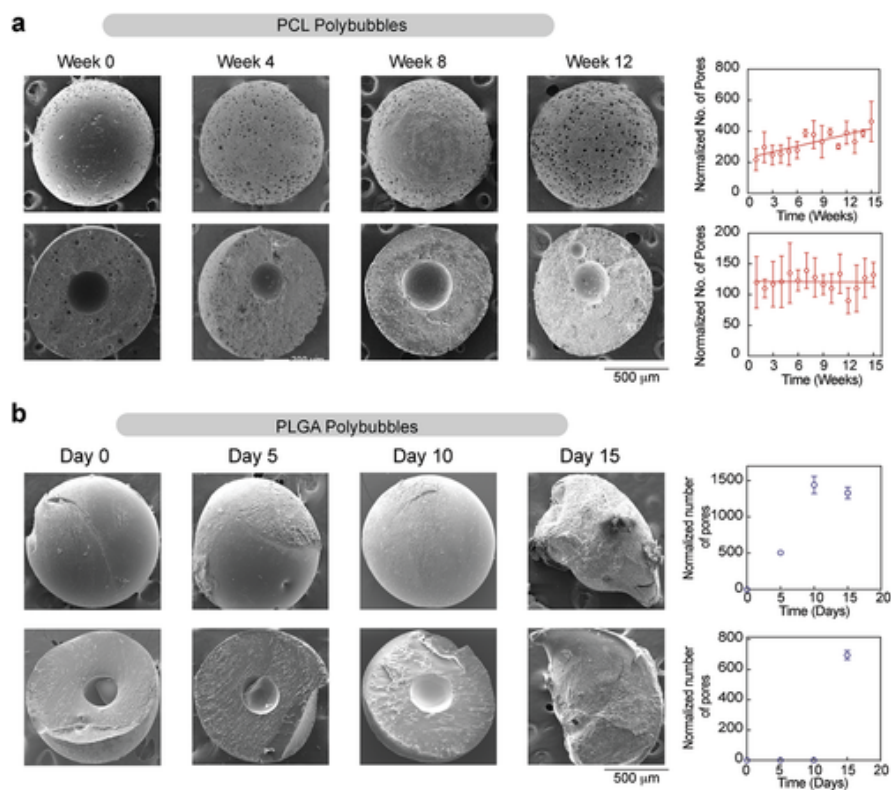 a
PCL Polybubbles
Week 0
Week 4
Week 8
Week 12
Normalized No. of Pores
800
600
400
200
0
0 3 6 9 12 15
Time (Weeks)
Normalized No. of Pores
200
150
100
50
0
0 3 6 9 12 15
Time (Weeks)
500 μm
b
PLGA Polybubbles
Day 0
Day 5
Day 10
Day 15
Normalized number
of pores
1500
1000
500
0
0 5 10 15 20
Time (Days)
Normalized number
of pores
800
600
400
200
0
0 5 10 15 20
Time (Days)
500 μm